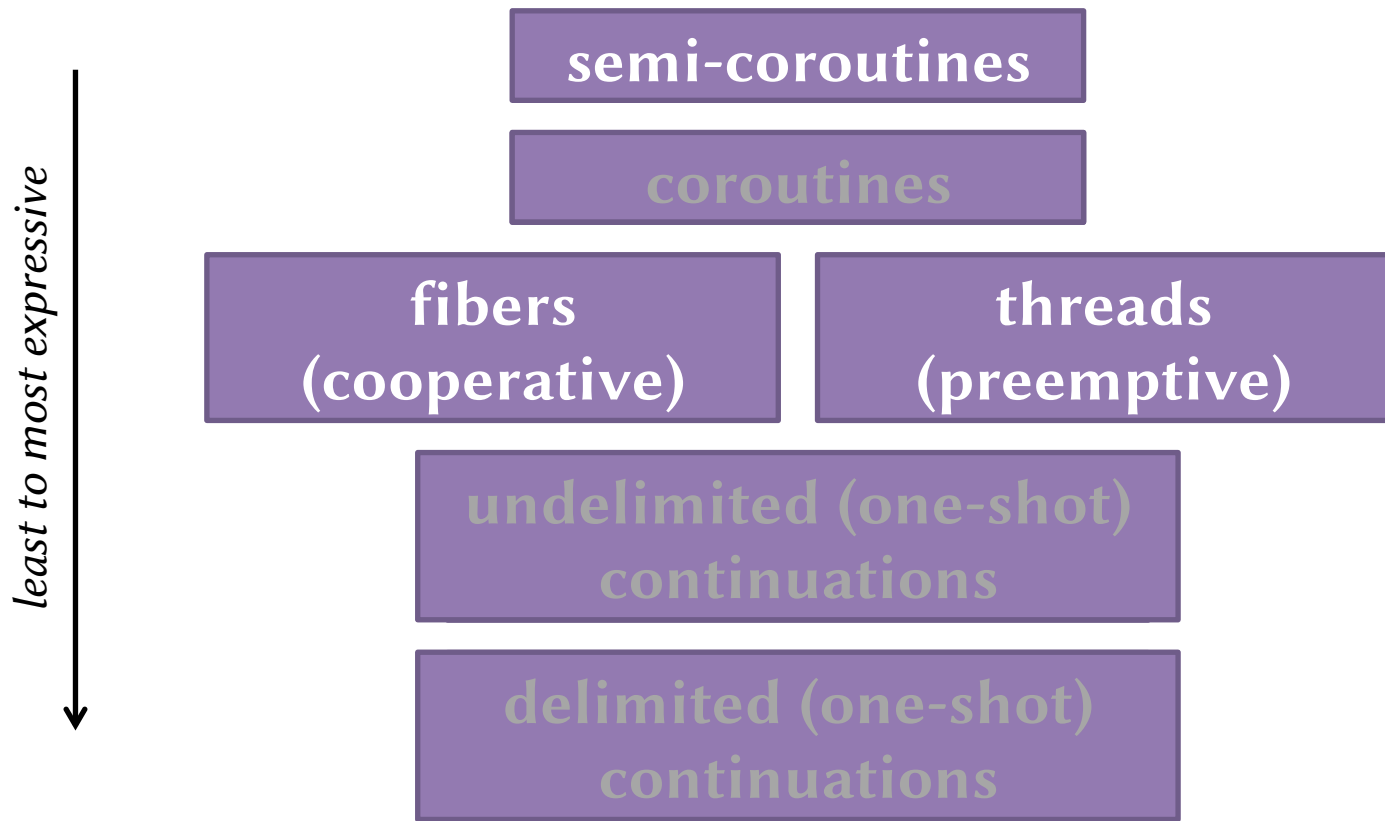 least to most expressive
semi-coroutines
coroutines
fibers
(cooperative)
threads
(preemptive)
undelimited (one-shot)
continuations
delimited (one-shot)
continuations